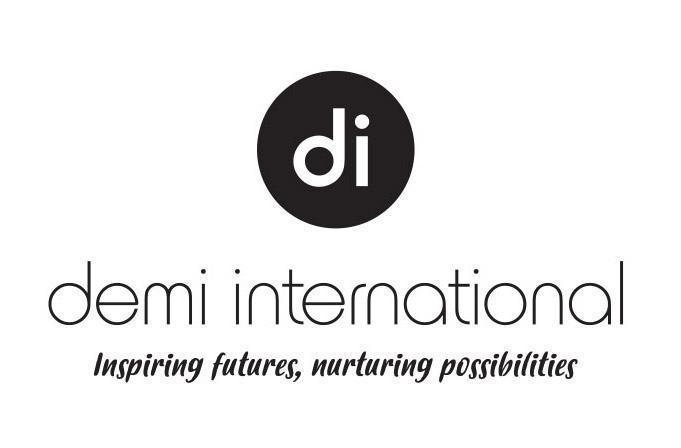 di
demi international
Inspiring futures, nurturing possibilities